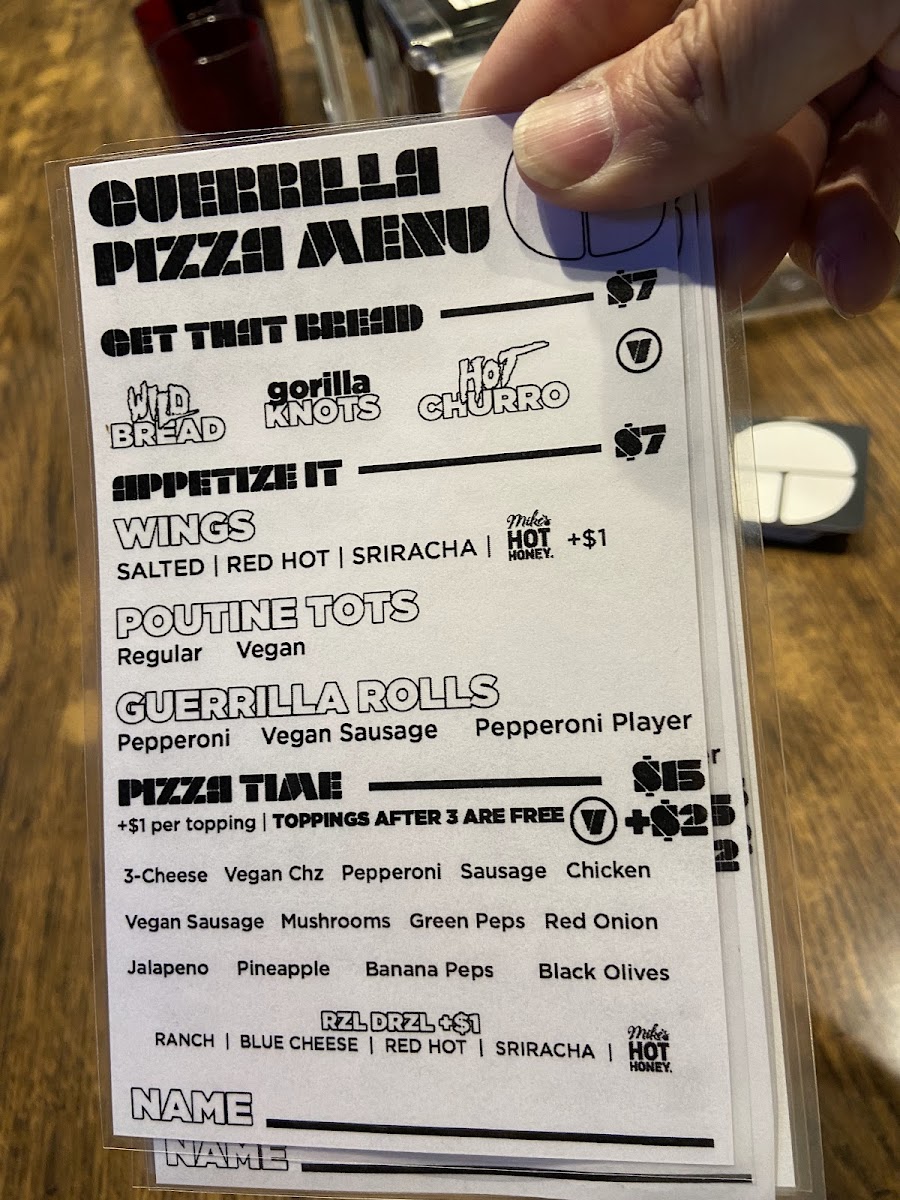 GUERRILLA
PIZZA MENU
GET THAT BREAD $7
WILD BREAD gorilla KNOTS HOT CHURRO V
APPETIZE IT $7
WINGS
SALTED | RED HOT | SRIRACHA | Mike's HOT HONEY. +$1
POUTINE TOTS
Regular Vegan
GUERRILLA ROLLS
Pepperoni Vegan Sausage Pepperoni Player
PIZZA TIME $15
+$1 per topping | TOPPINGS AFTER 3 ARE FREE V +$2
3-Cheese Vegan Chz Pepperoni Sausage Chicken
Vegan Sausage Mushrooms Green Peps Red Onion
Jalapeno Pineapple Banana Peps Black Olives
RZL DRZL +$1
RANCH | BLUE CHEESE | RED HOT | SRIRACHA | Mike's HOT HONEY.
NAME
NAME